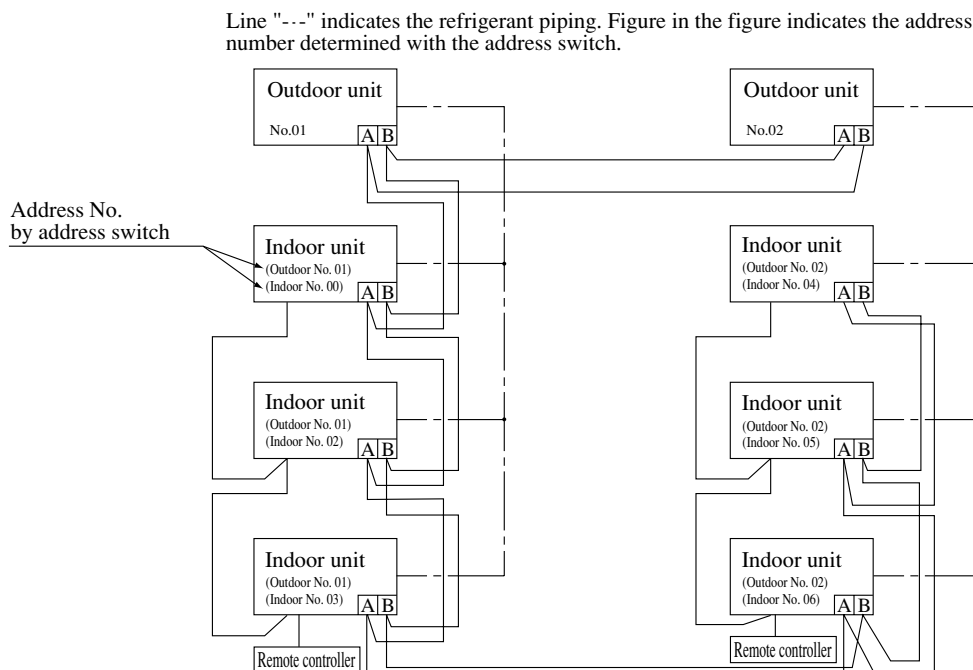 Line "---" indicates the refrigerant piping. Figure in the figure indicates the address
number determined with the address switch.
Outdoor unit
No.01
A B
Outdoor unit
No.02
A B
Address No.
by address switch
Indoor unit
(Outdoor No. 01)
(Indoor No. 00)
A B
Indoor unit
(Outdoor No. 02)
(Indoor No. 04)
A B
Indoor unit
(Outdoor No. 01)
(Indoor No. 02)
A B
Indoor unit
(Outdoor No. 02)
(Indoor No. 05)
A B
Indoor unit
(Outdoor No. 01)
(Indoor No. 03)
A B
Remote controller
Indoor unit
(Outdoor No. 02)
(Indoor No. 06)
A B
Remote controller